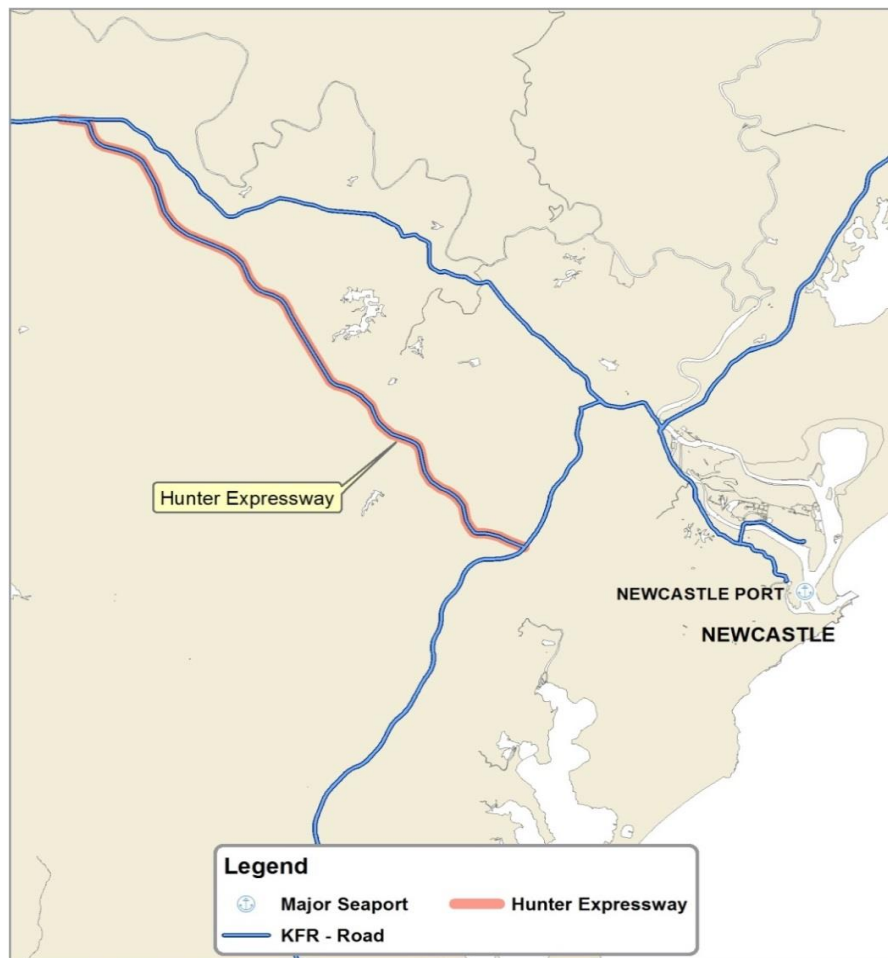 Hunter Expressway
NEWCASTLE PORT
NEWCASTLE
Legend
Major Seaport
Hunter Expressway
KFR - Road